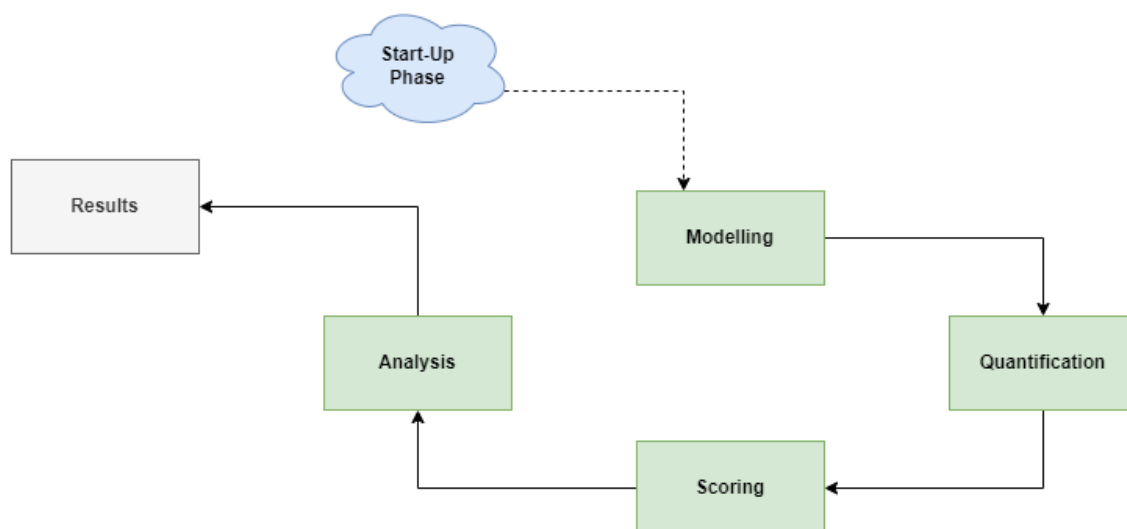 Start-Up
Phase
Results
Modelling
Analysis
Quantification
Scoring